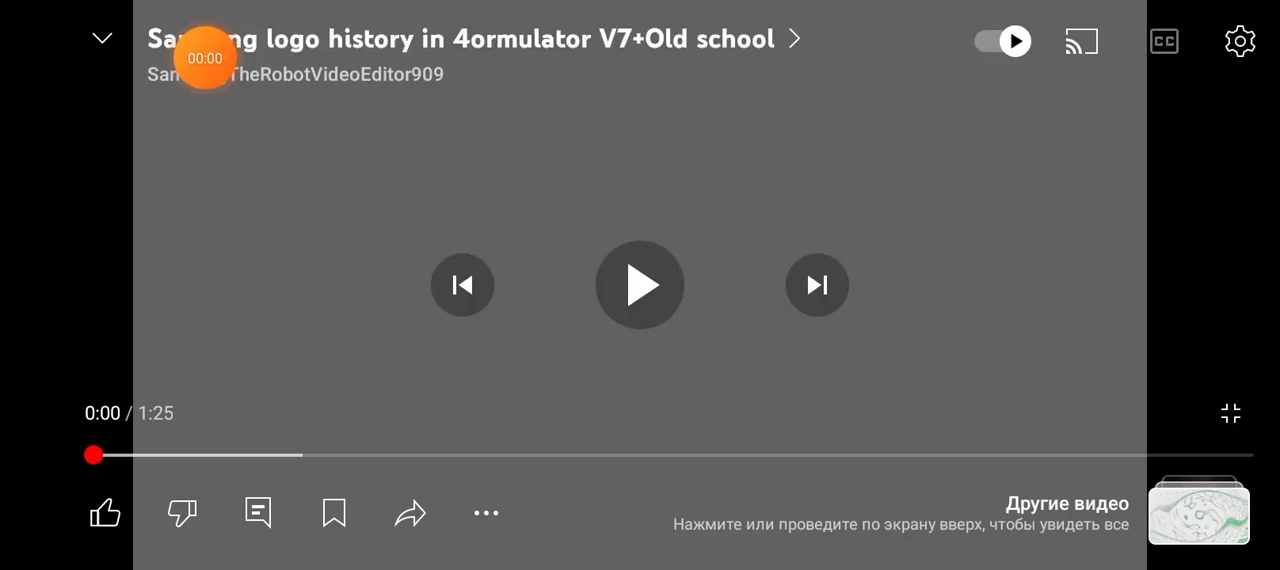 logo history in 4ormulator V7+Old school
00:00
TheRobotVideoEditor909
CC
0:00 / 1:25
Другие видео
Нажмите или проведите по экрану вверх, чтобы увидеть все